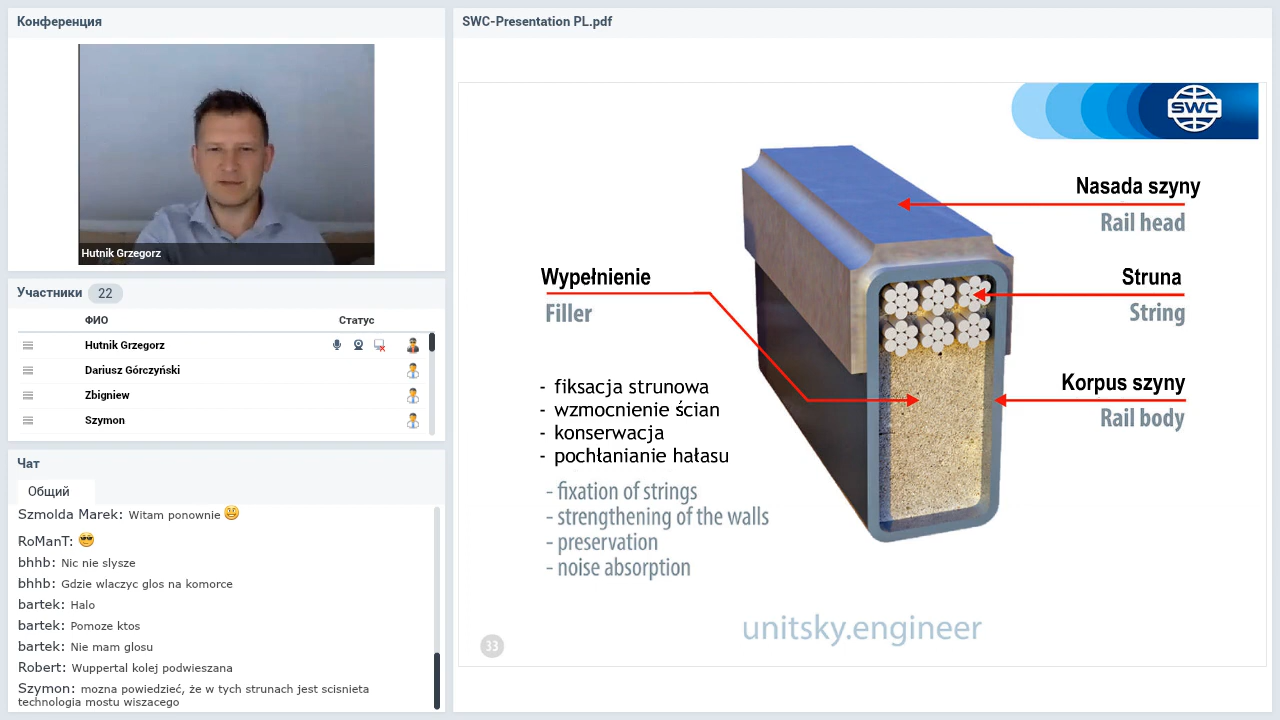 Конференция
Hutnik Grzegorz
Участники 22
ФИО Статус
Hutnik Grzegorz
Dariusz Górczyński
Zbigniew
Szymon
Чат
Общий
Szmolda Marek: Witam ponownie
RoManT:
bhhb: Nic nie slysze
bhhb: Gdzie wlaczyc glos na komorce
bartek: Halo
bartek: Pomoze ktos
bartek: Nie mam glosu
Robert: Wuppertal kolej podwieszana
Szymon: mozna powiedzieć, że w tych strunach jest scisnieta
technologia mostu wiszacego
SWC-Presentation PL.pdf
SWC
Nasada szyny
Rail head
Wypełnienie
Filler
Struna
String
Korpus szyny
Rail body
- fiksacja strunowa
- wzmocnienie ścian
- konserwacja
- pochłanianie hałasu
- fixation of strings
- strengthening of the walls
- preservation
- noise absorption
unitsky.engineer
33